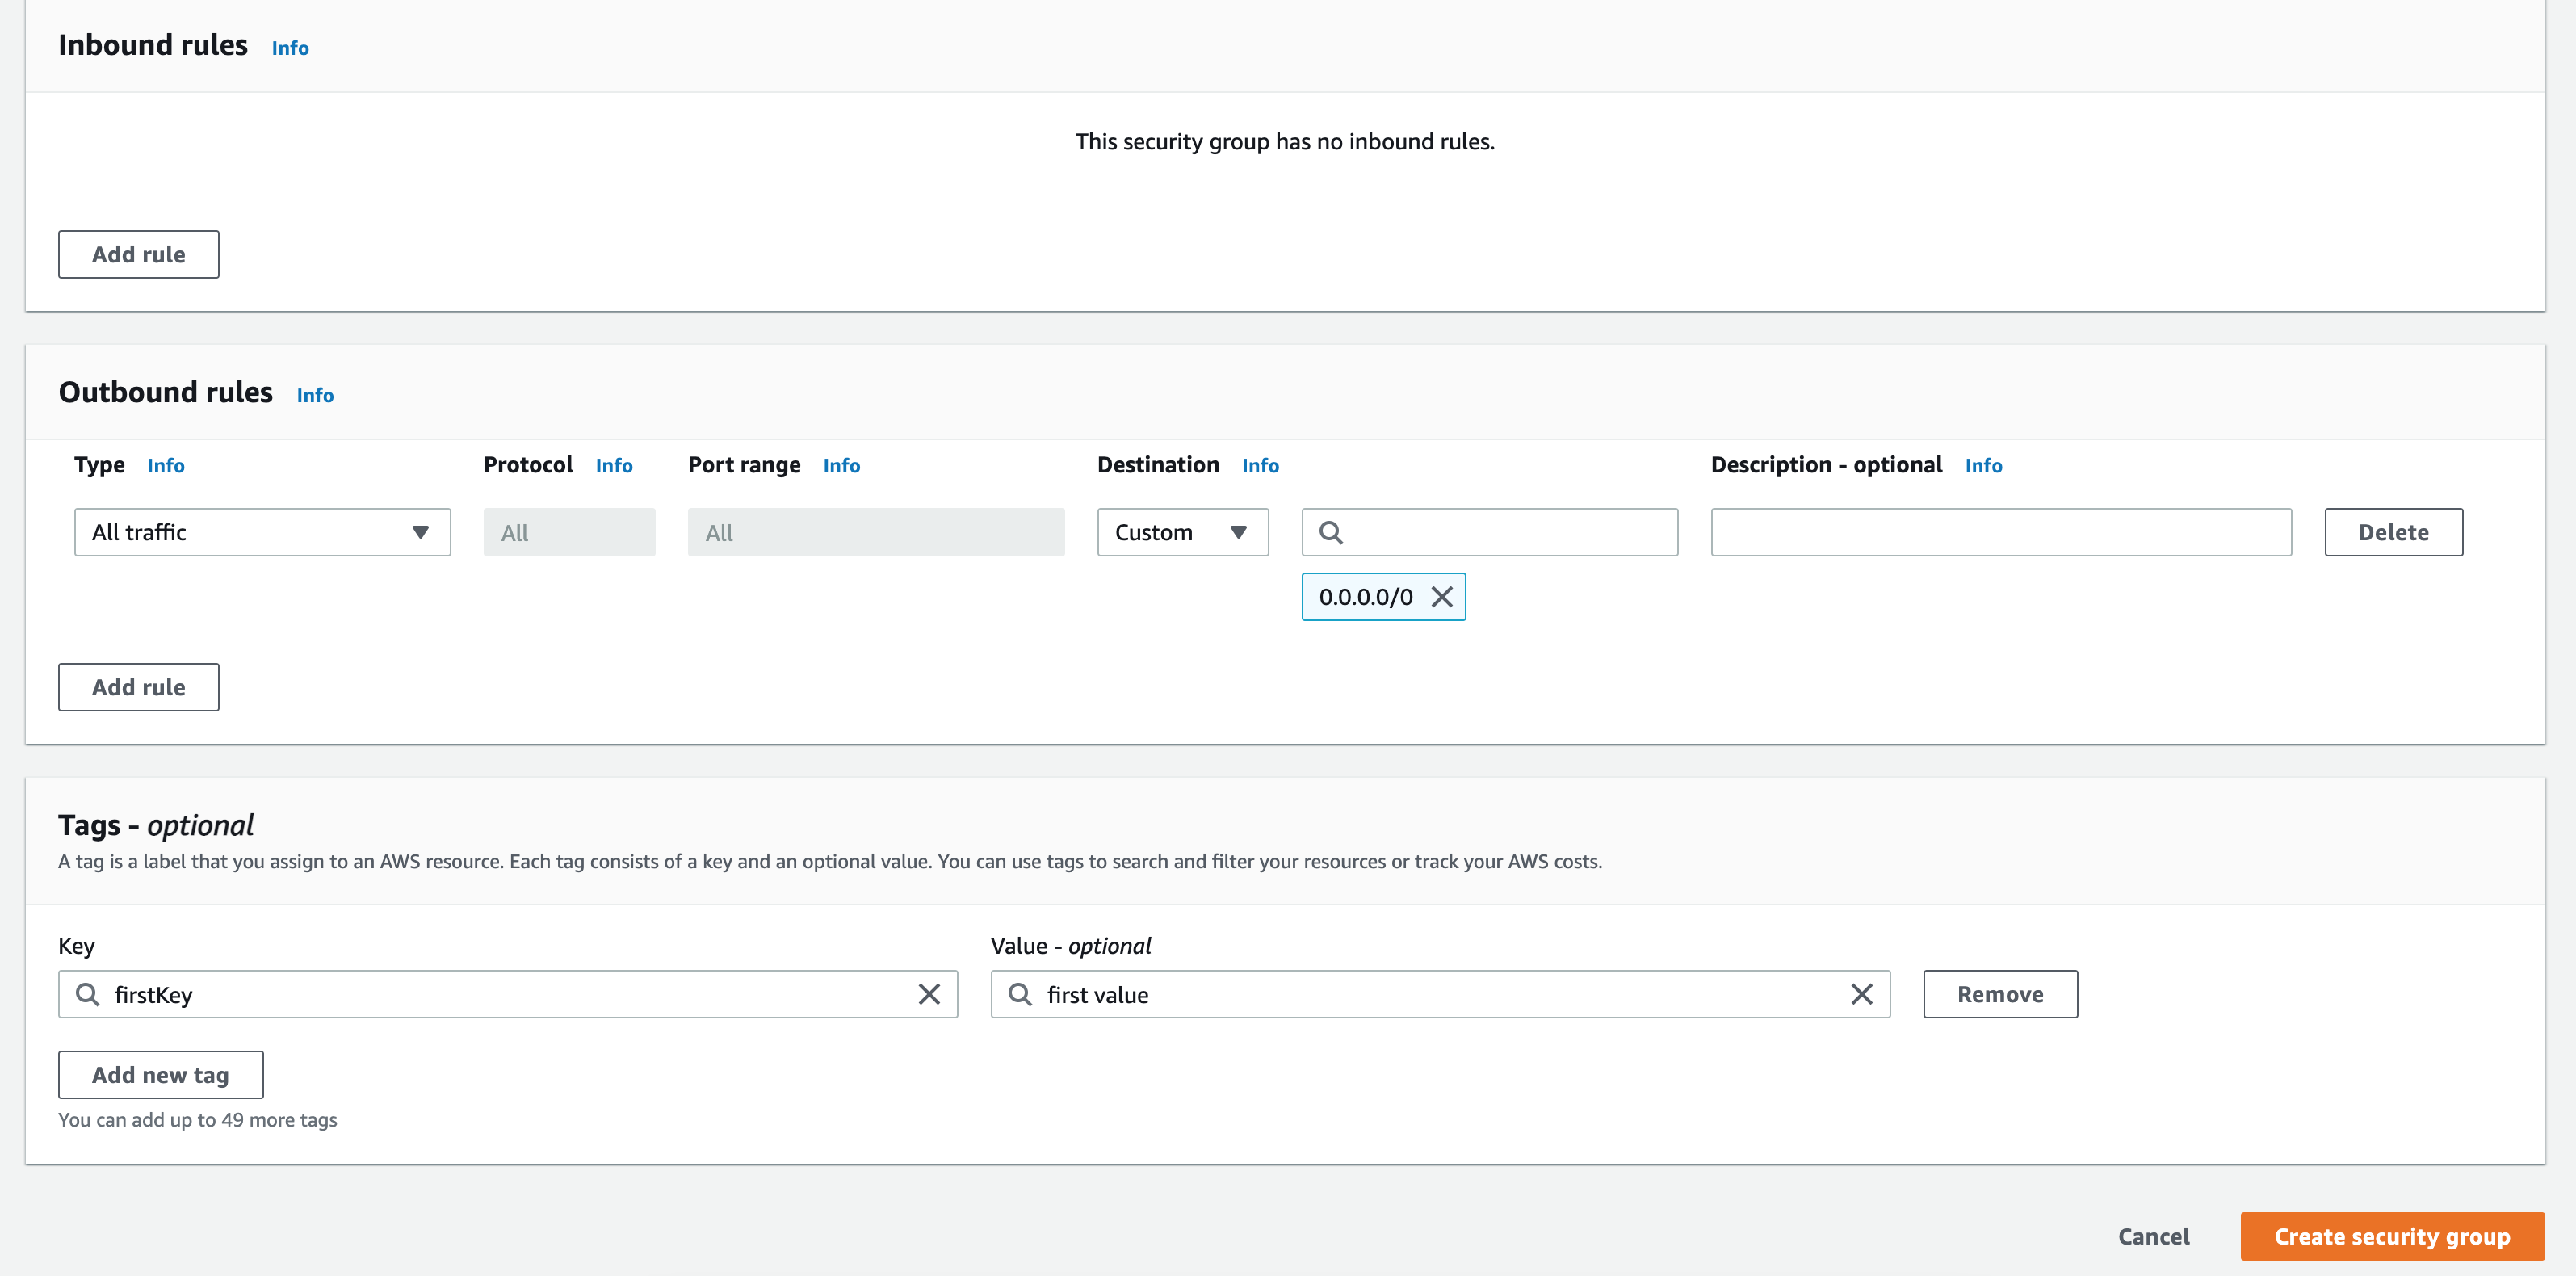 Inbound rules Info
This security group has no inbound rules.
Add rule
Outbound rules Info
Type Info Protocol Info Port range Info Destination Info Description - optional Info
All traffic All All Custom Delete
0.0.0.0/0
Add rule
Tags - optional
A tag is a label that you assign to an AWS resource. Each tag consists of a key and an optional value. You can use tags to search and filter your resources or track your AWS costs.
Key Value - optional
firstKey first value Remove
Add new tag
You can add up to 49 more tags
Cancel Create security group